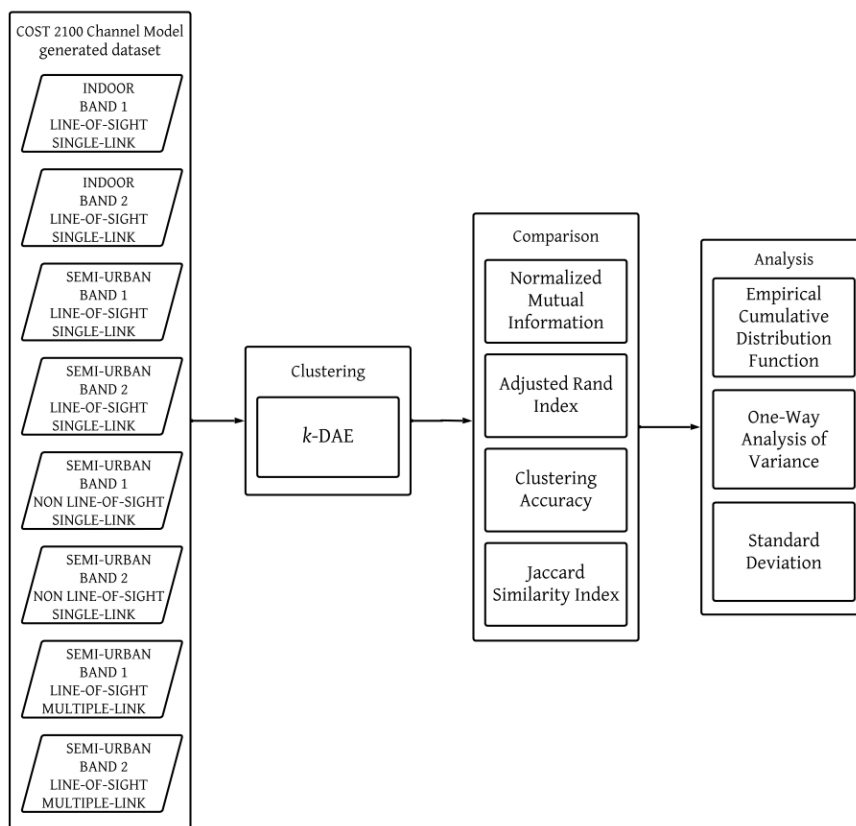 COST 2100 Channel Model
generated dataset
INDOOR
BAND 1
LINE-OF-SIGHT
SINGLE-LINK
INDOOR
BAND 2
LINE-OF-SIGHT
SINGLE-LINK
SEMI-URBAN
BAND 1
LINE-OF-SIGHT
SINGLE-LINK
SEMI-URBAN
BAND 2
LINE-OF-SIGHT
SINGLE-LINK
SEMI-URBAN
BAND 1
NON LINE-OF-SIGHT
SINGLE-LINK
SEMI-URBAN
BAND 2
NON LINE-OF-SIGHT
SINGLE-LINK
SEMI-URBAN
BAND 1
LINE-OF-SIGHT
MULTIPLE-LINK
SEMI-URBAN
BAND 2
LINE-OF-SIGHT
MULTIPLE-LINK
Clustering
k-DAE
Comparison
Normalized
Mutual
Information
Adjusted Rand
Index
Clustering
Accuracy
Jaccard
Similarity Index
Analysis
Empirical
Cumulative
Distribution
Function
One-Way
Analysis of
Variance
Standard
Deviation